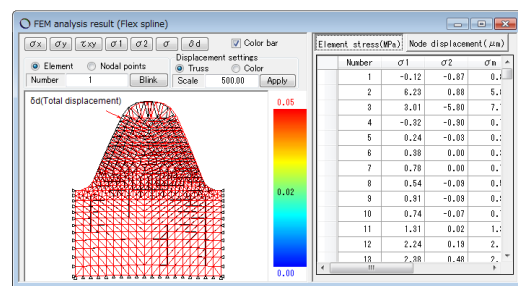 FEM analysis result (Flex spline)
σx σy τxy σ1 σ2 σ δd Color bar
Element Nodal points
Number 1 Blink
Displacement settings
Truss Color
Scale 500.00 Apply
δd(Total displacement)
0.05
0.02
0.00
Element stress(MPa) Node displacement(μm)
Number σ1 σ2 σm
1 -0.12 -0.87
2 6.23 0.88
3 3.01 -5.80
4 -0.32 -0.90
5 0.24 -0.03
6 0.38 0.00
7 0.78 0.00
8 0.54 -0.09
9 0.91 -0.09
10 0.74 -0.07
11 1.31 0.02
12 2.24 0.19
13 2.38 0.48